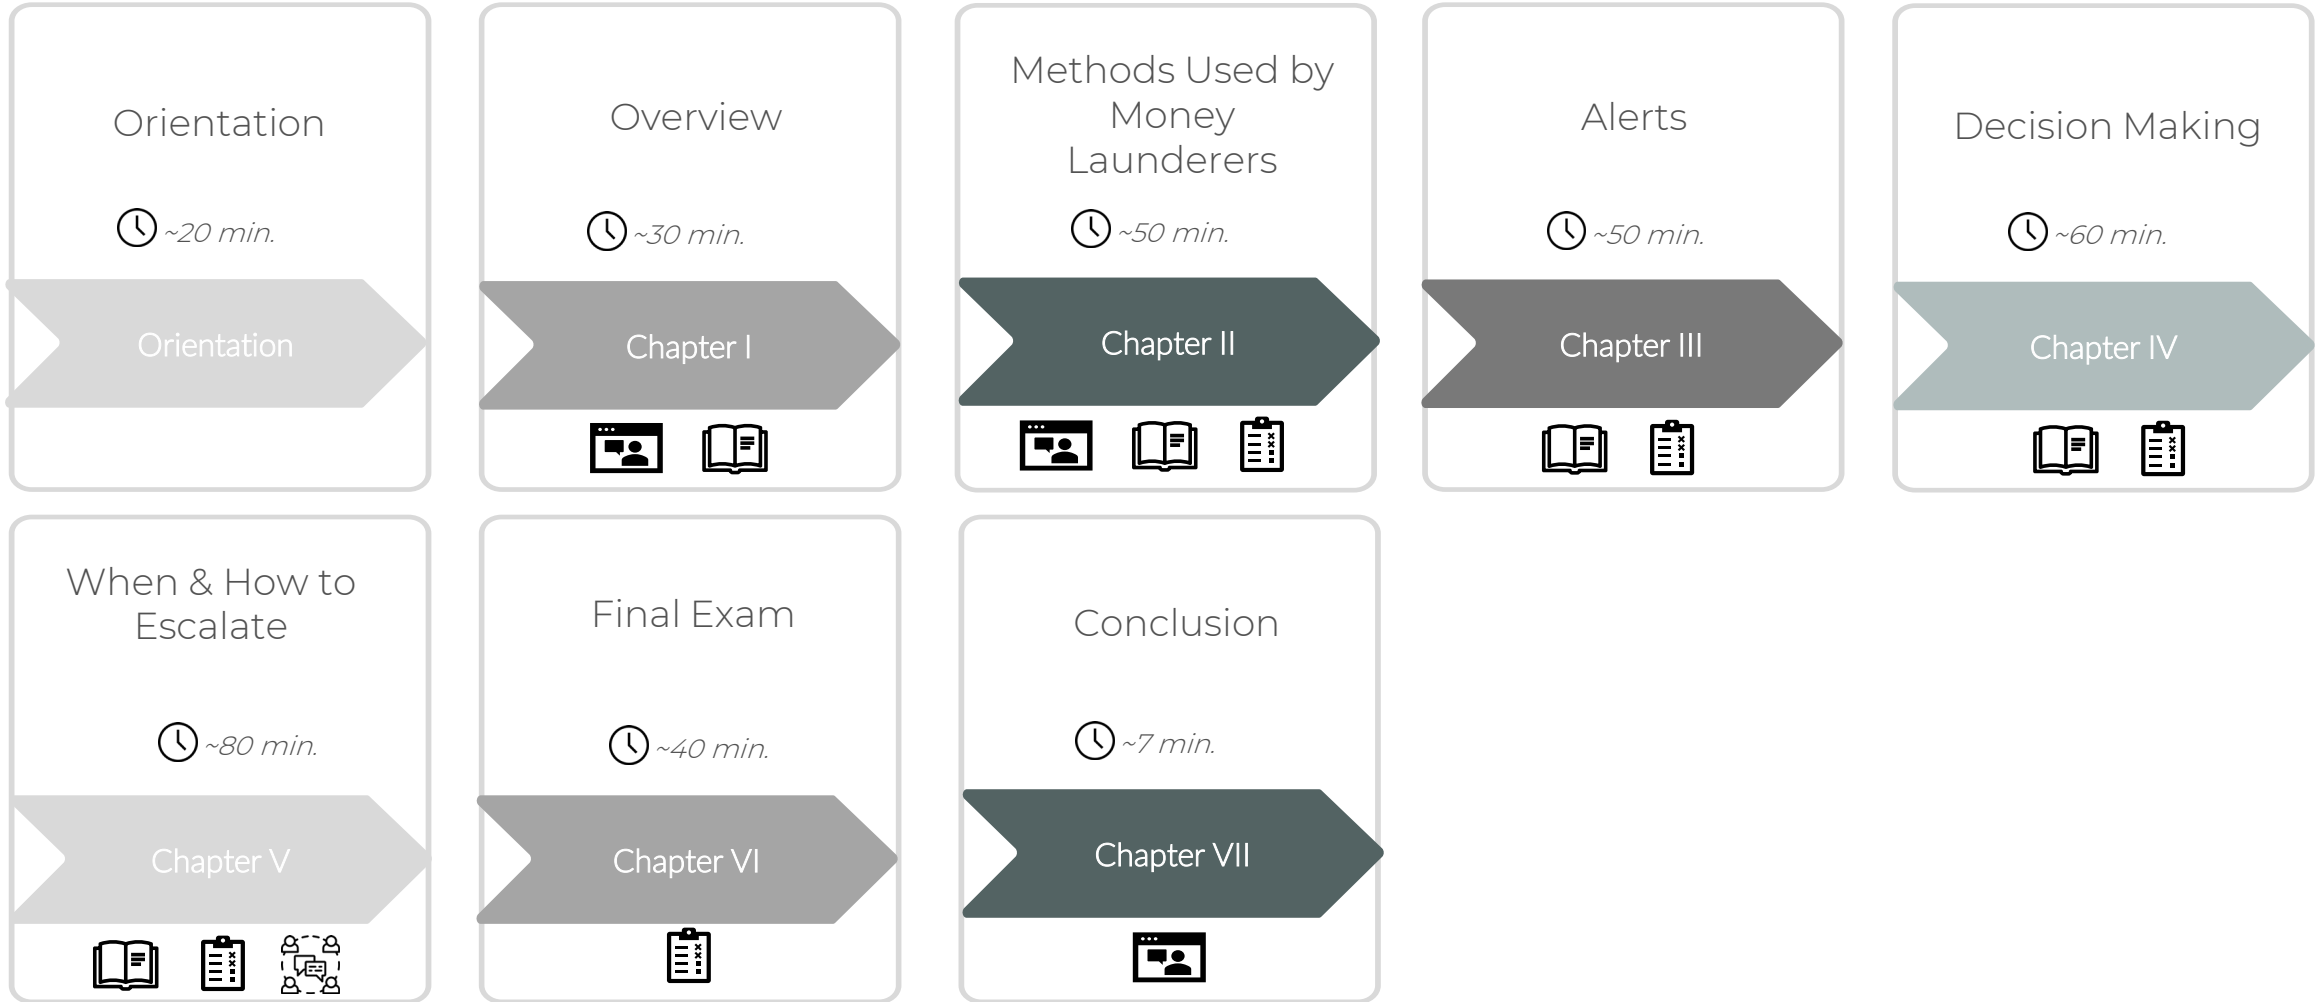 Orientation
~20 min.
Orientation
Overview
~30 min.
Chapter I
Methods Used by
Money
Launderers
~50 min.
Chapter II
Alerts
~50 min.
Chapter III
Decision Making
~60 min.
Chapter IV
When & How to
Escalate
~80 min.
Chapter V
Final Exam
~40 min.
Chapter VI
Conclusion
~7 min.
Chapter VII